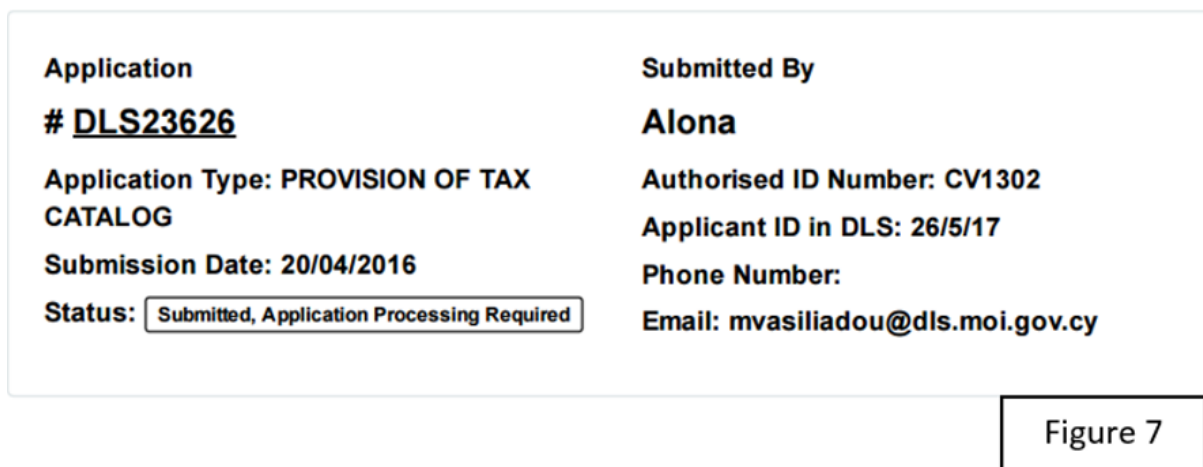 Application
# DLS23626
Application Type: PROVISION OF TAX
CATALOG
Submission Date: 20/04/2016
Status: Submitted, Application Processing Required
Submitted By
Alona
Authorised ID Number: CV1302
Applicant ID in DLS: 26/5/17
Phone Number:
Email: mvasiliadou@dls.moi.gov.cy
Figure 7